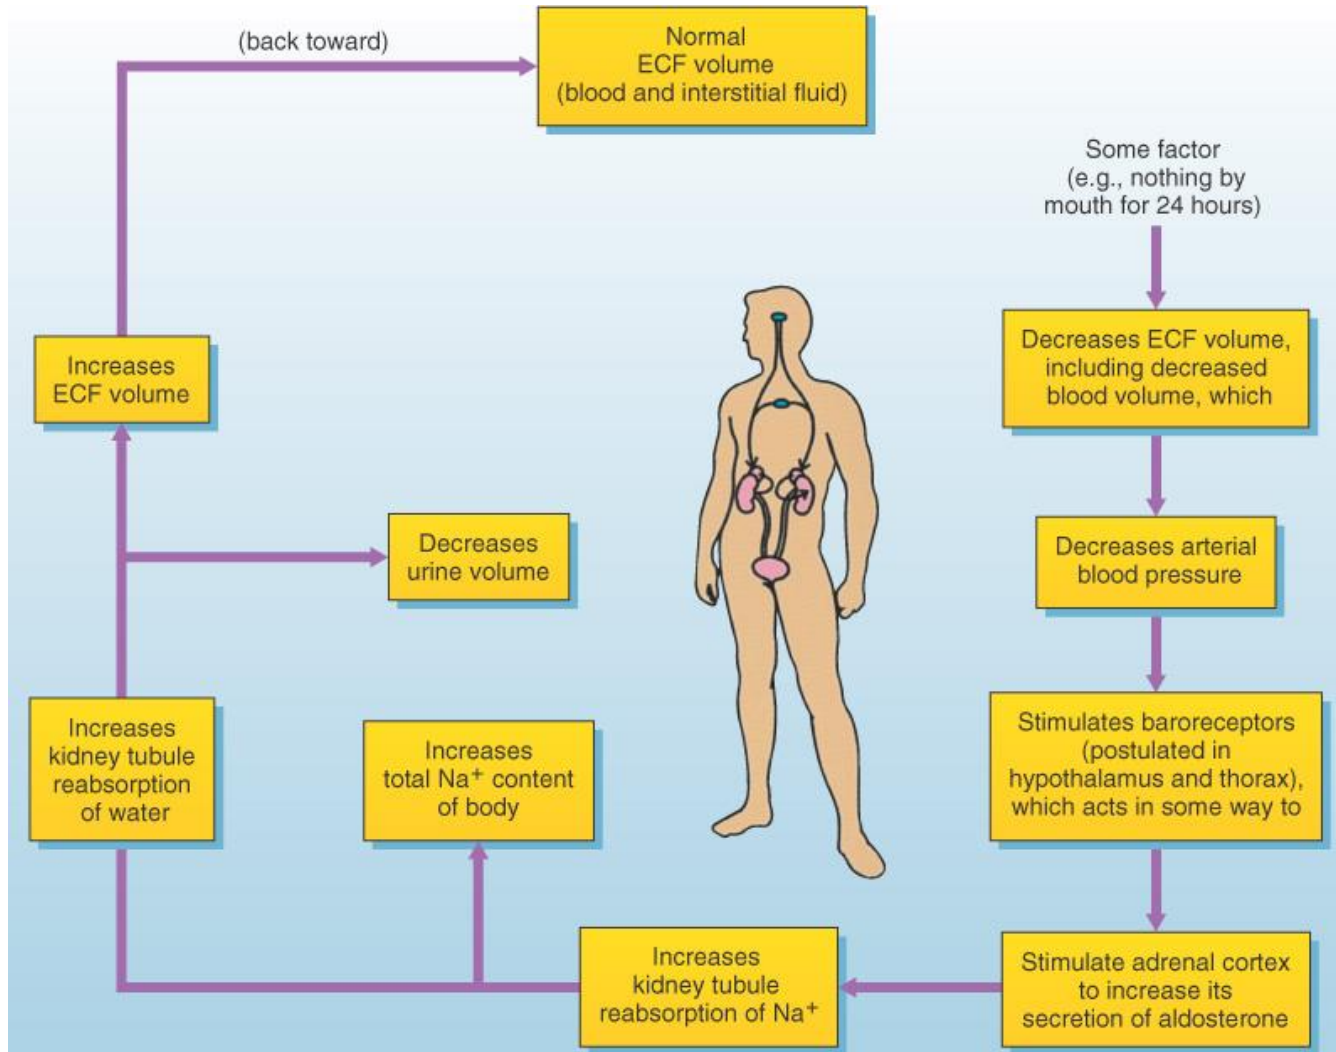 (back toward)
Normal
ECF volume
(blood and interstitial fluid)
Some factor
(e.g., nothing by
mouth for 24 hours)
Decreases ECF volume,
including decreased
blood volume, which
Decreases arterial
blood pressure
Stimulates baroreceptors
(postulated in
hypothalamus and thorax),
which acts in some way to
Stimulate adrenal cortex
to increase its
secretion of aldosterone
Increases
kidney tubule
reabsorption of Na⁺
Increases
total Na⁺ content
of body
Increases
kidney tubule
reabsorption
of water
Decreases
urine volume
Increases
ECF volume